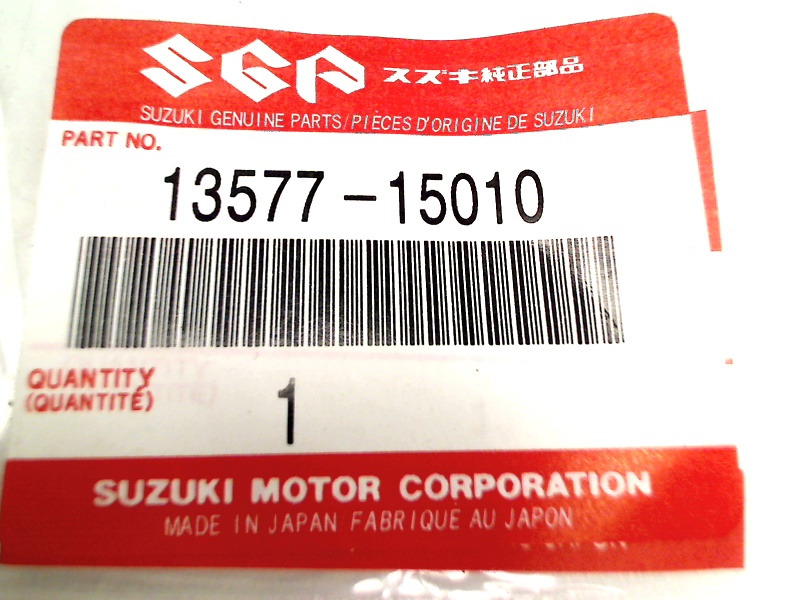 SGP スズキ純正部品
SUZUKI GENUINE PARTS/PIÈCES D'ORIGINE DE SUZUKI
PART NO.
13577-15010
QUANTITY
(QUANTITÉ)
1
SUZUKI MOTOR CORPORATION
MADE IN JAPAN FABRIQUE AU JAPON